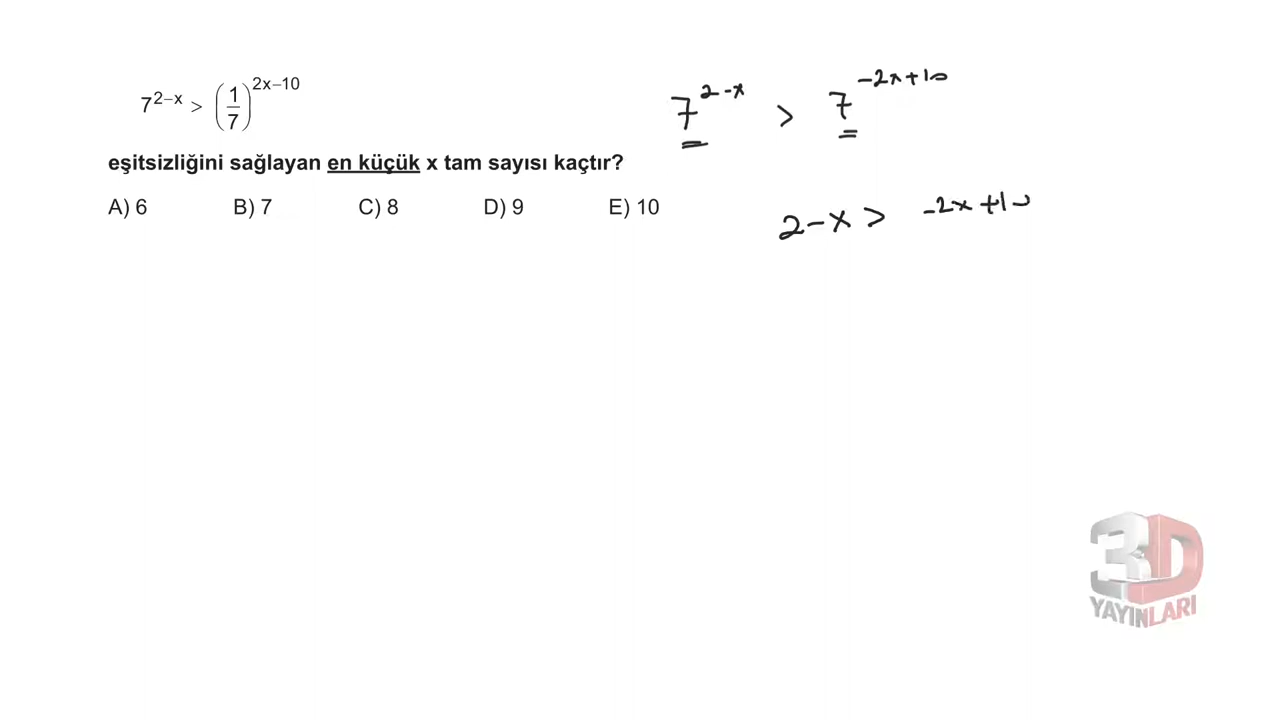 7^{2–x} > (1/7)^{2x–10}
eşitsizliğini sağlayan en küçük x tam sayısı kaçtır?
A) 6 B) 7 C) 8 D) 9 E) 10
7^{2-x} > 7^{-2x+10}
2-x > -2x+10
3D
YAYINLARI